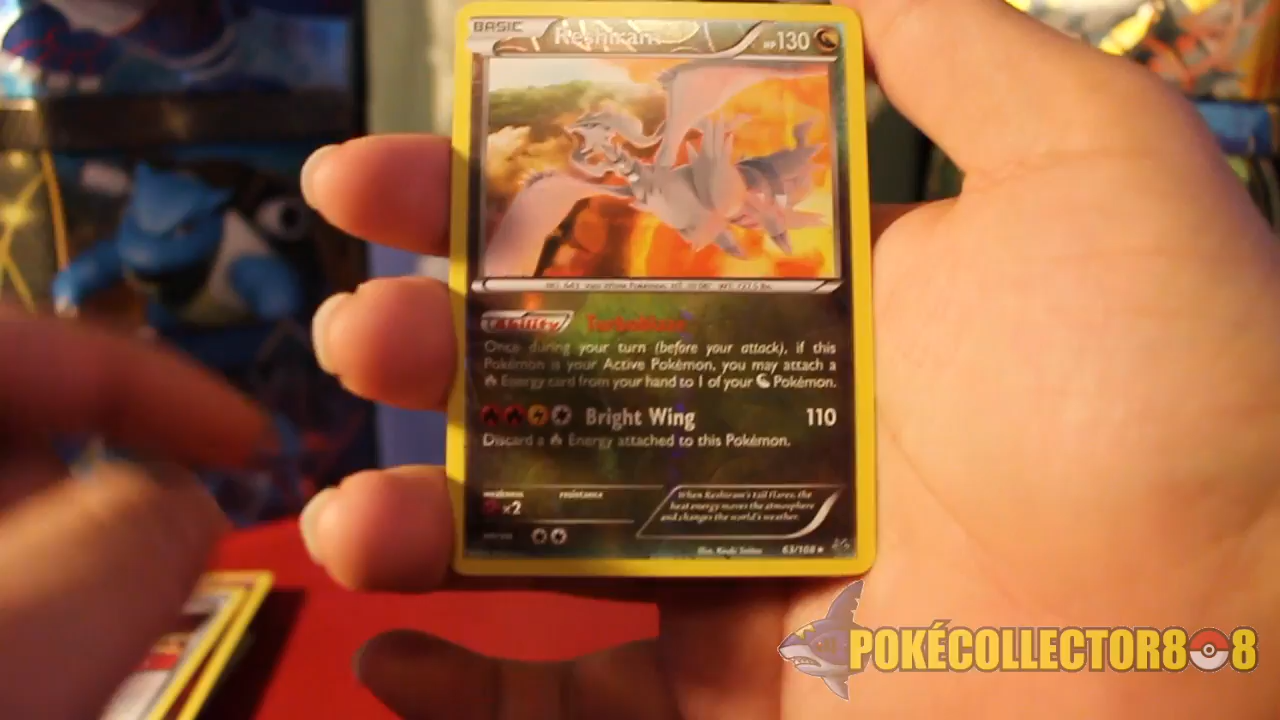 BASIC Reshiram HP130
Ability Turboblaze
Once during your turn (before your attack), if this
Pokémon is your Active Pokémon, you may attach a
Energy card from your hand to 1 of your Pokémon.
Bright Wing 110
Discard a Energy attached to this Pokémon.
weakness resistance
×2
When Reshiram's tail flares, the
heat energy moves the atmosphere
and changes the world's weather.
63/108
POKÉCOLLECTOR808